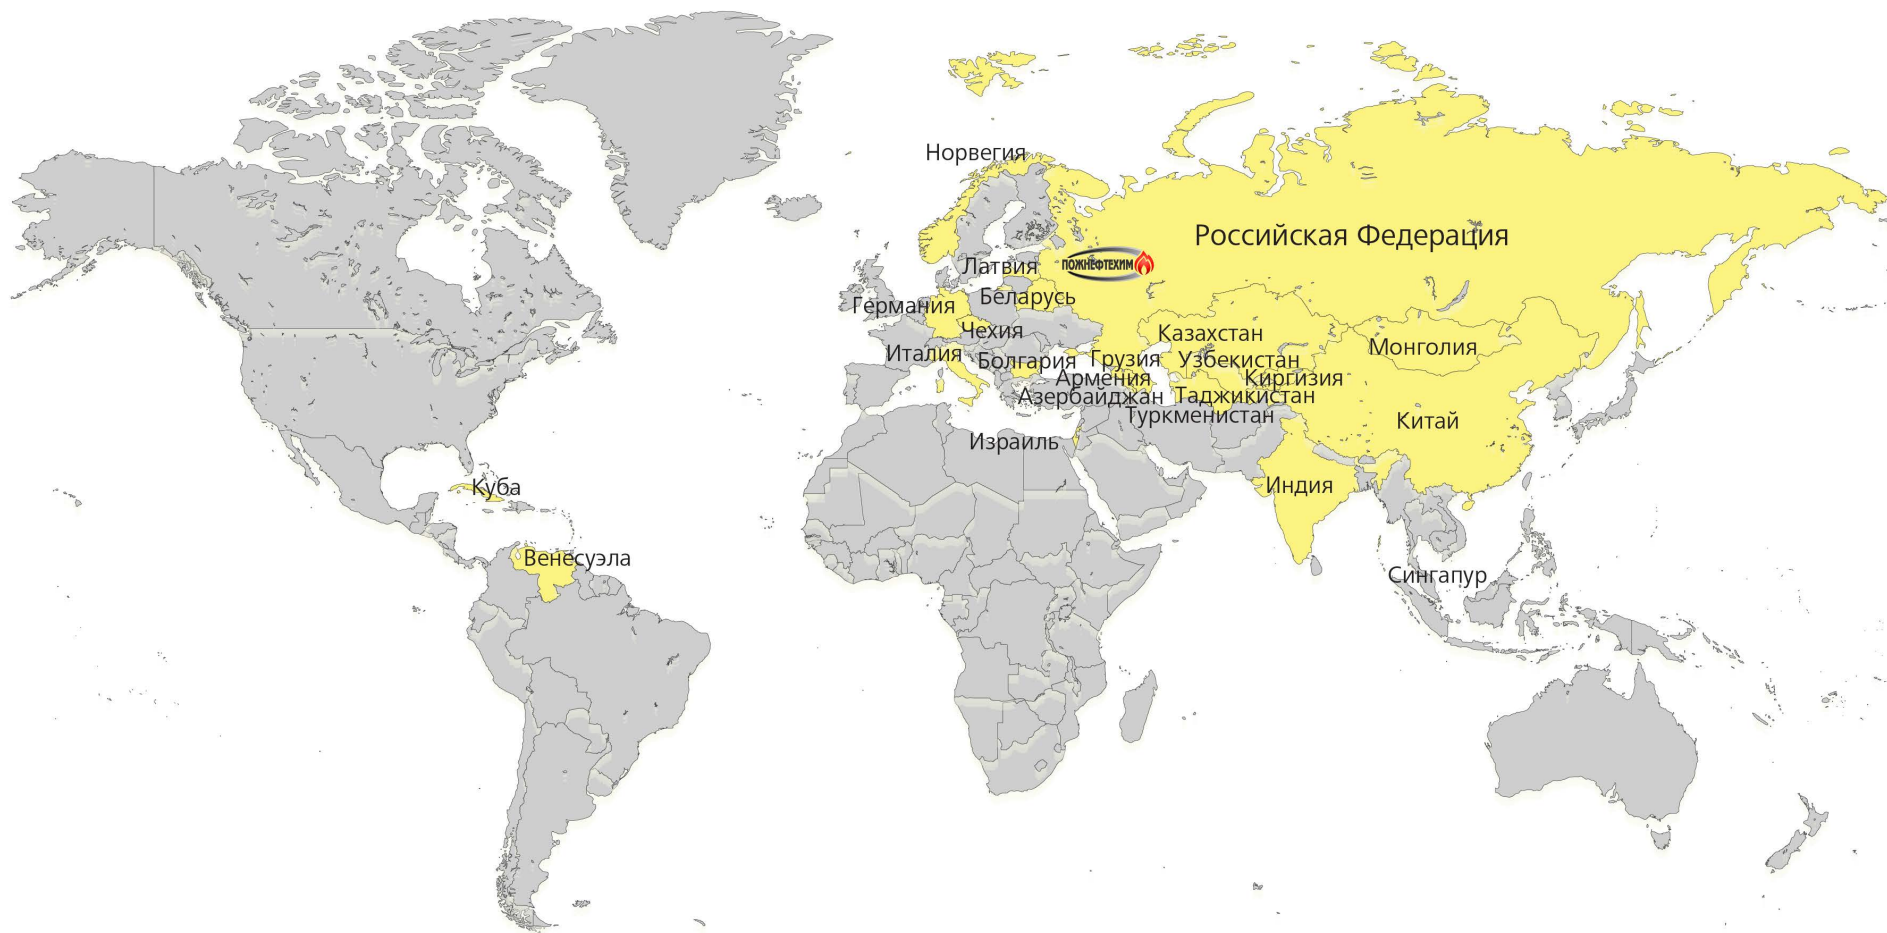 Норвегия
Российская Федерация
Латвия
ПОЖНЕФТЕХИМ
Беларусь
Германия
Чехия
Казахстан
Монголия
Италия
Болгария
Грузия
Узбекистан
Армения
Киргизия
Азербайджан
Таджикистан
Туркменистан
Китай
Израиль
Куба
Индия
Венесуэла
Сингапур